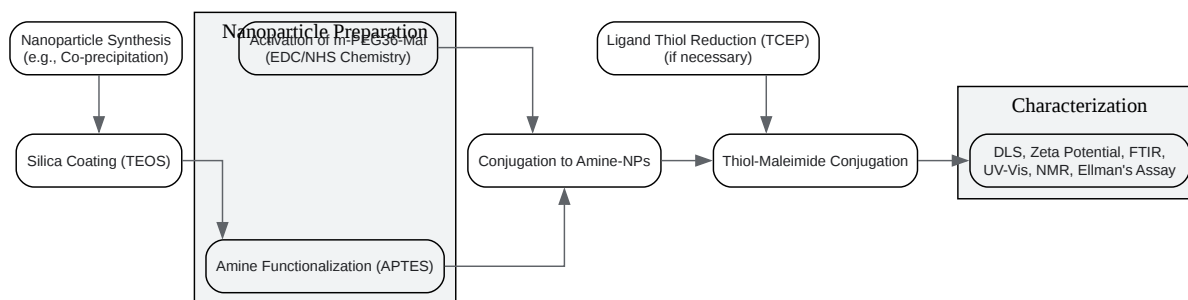 Nanoparticle Synthesis
(e.g., Co-precipitation)
Nanoparticle Preparation
Activation of m-PEG36-Mal
(EDC/NHS Chemistry)
Ligand Thiol Reduction (TCEP)
(if necessary)
Characterization
Silica Coating (TEOS)
Conjugation to Amine-NPs
Thiol-Maleimide Conjugation
DLS, Zeta Potential, FTIR,
UV-Vis, NMR, Ellman's Assay
Amine Functionalization (APTES)